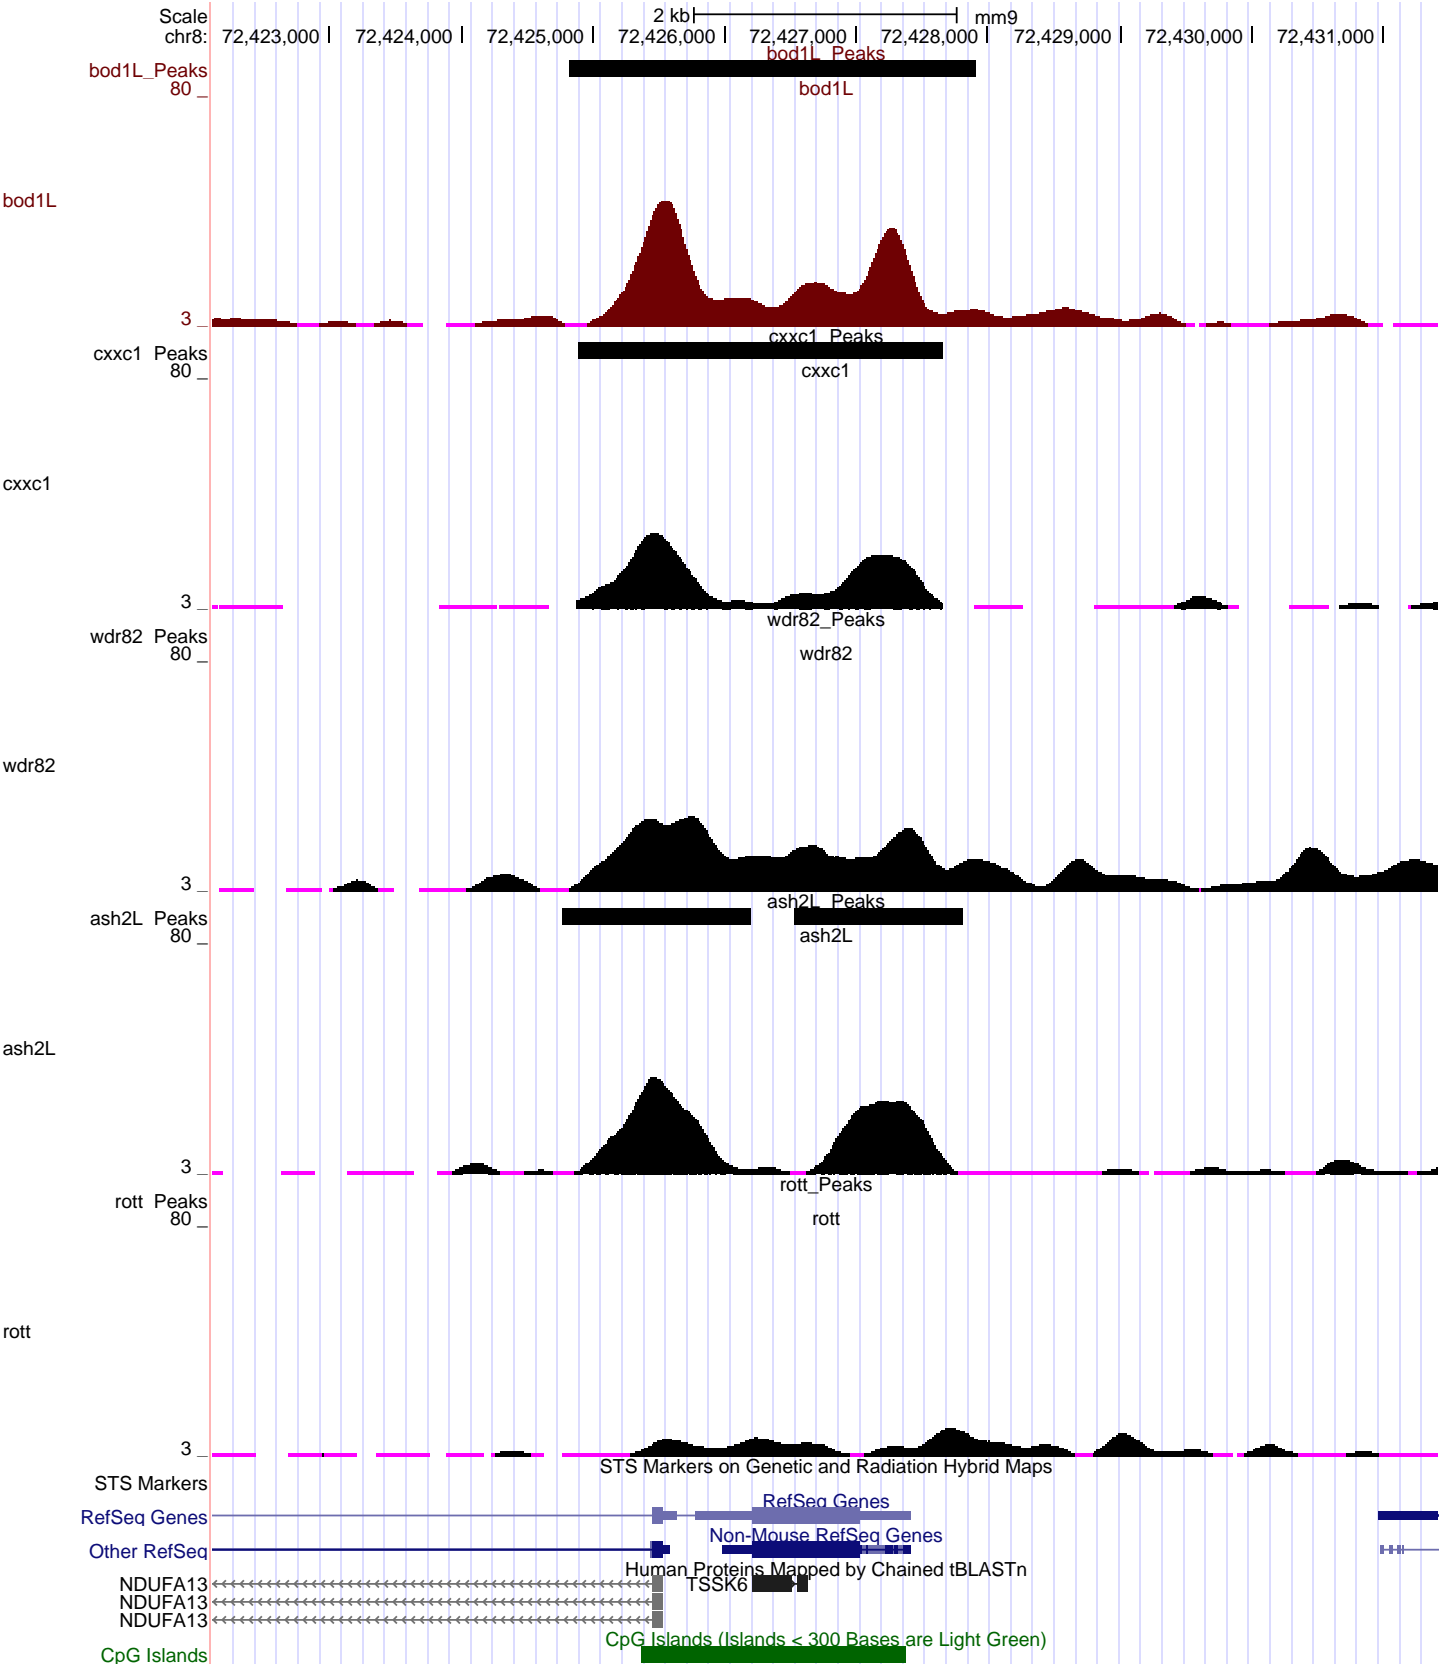 Scale 2 kb mm9
chr8: 72,423,000 72,424,000 72,425,000 72,426,000 72,427,000 72,428,000 72,429,000 72,430,000 72,431,000
bod1L_Peaks
bod1L_Peaks
80 _
bod1L
bod1L
3 _
cxxc1_Peaks
cxxc1 Peaks
80 _
cxxc1
cxxc1
3 _
wdr82_Peaks
wdr82 Peaks
80 _
wdr82
wdr82
3 _
ash2L_Peaks
ash2L Peaks
80 _
ash2L
ash2L
3 _
rott_Peaks
rott Peaks
80 _
rott
rott
3 _
STS Markers on Genetic and Radiation Hybrid Maps
STS Markers
RefSeq Genes
RefSeq Genes
Non-Mouse RefSeq Genes
Other RefSeq
Human Proteins Mapped by Chained tBLASTn
NDUFA13 TSSK6
NDUFA13
NDUFA13
CpG Islands (Islands < 300 Bases are Light Green)
CpG Islands